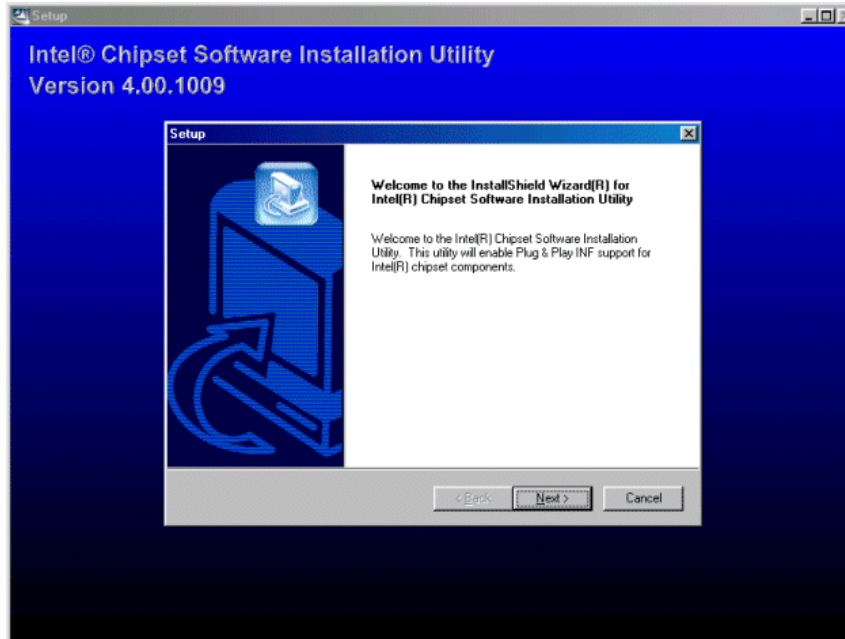 Setup
Intel® Chipset Software Installation Utility
Version 4.00.1009
Setup
Welcome to the InstallShield Wizard(R) for
Intel(R) Chipset Software Installation Utility
Welcome to the Intel(R) Chipset Software Installation
Utility. This utility will enable Plug & Play INF support for
Intel(R) chipset components.
< Back
Next >
Cancel